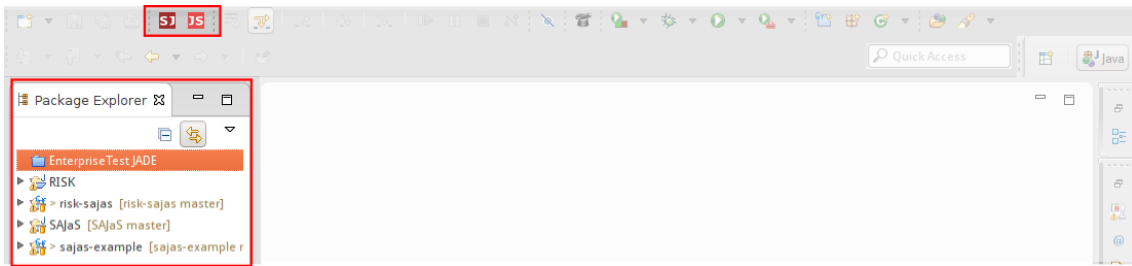 SJ JS
Quick Access
Java
Package Explorer
EnterpriseTest JADE
RISK
> risk-sajas [risk-sajas master]
SAJaS [SAJaS master]
> sajas-example [sajas-example r
@